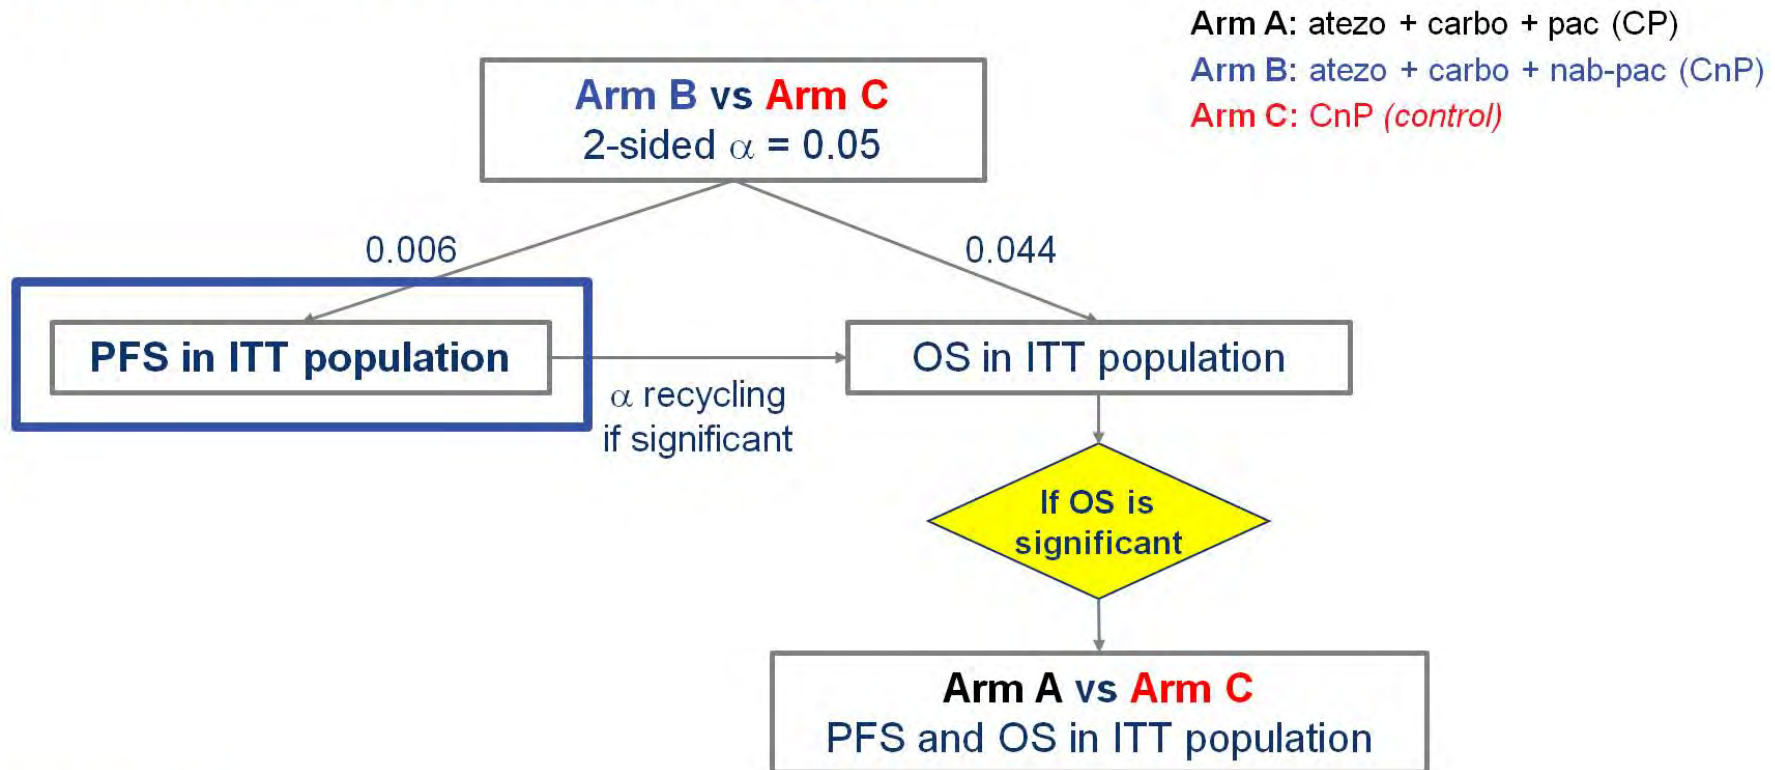 Arm A: atezo + carbo + pac (CP)
Arm B: atezo + carbo + nab-pac (CnP)
Arm C: CnP (control)
Arm B vs Arm C
2-sided α = 0.05
0.006
0.044
PFS in ITT population
OS in ITT population
α recycling
if significant
If OS is
significant
Arm A vs Arm C
PFS and OS in ITT population